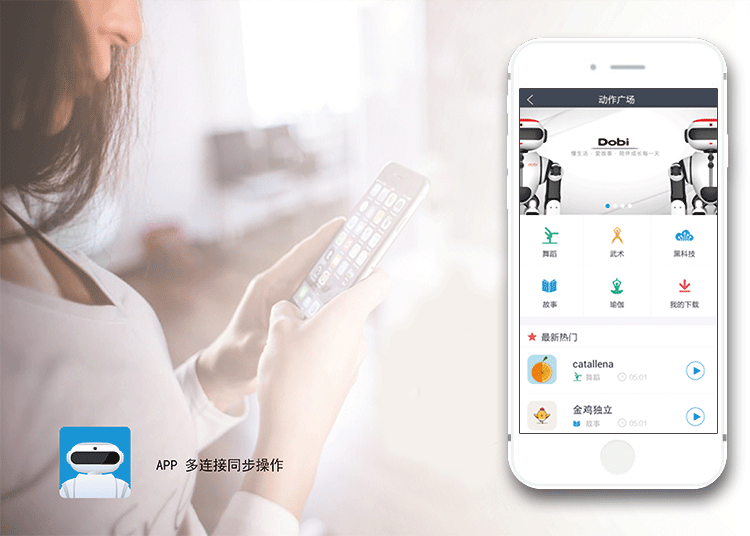 动作广场
Dobi
懂生活 · 爱故事 · 陪伴成长每一天
舞蹈
武术
黑科技
故事
瑜伽
我的下载
最新热门
catallena
舞蹈 05:01
金鸡独立
故事 05:01
APP 多连接同步操作